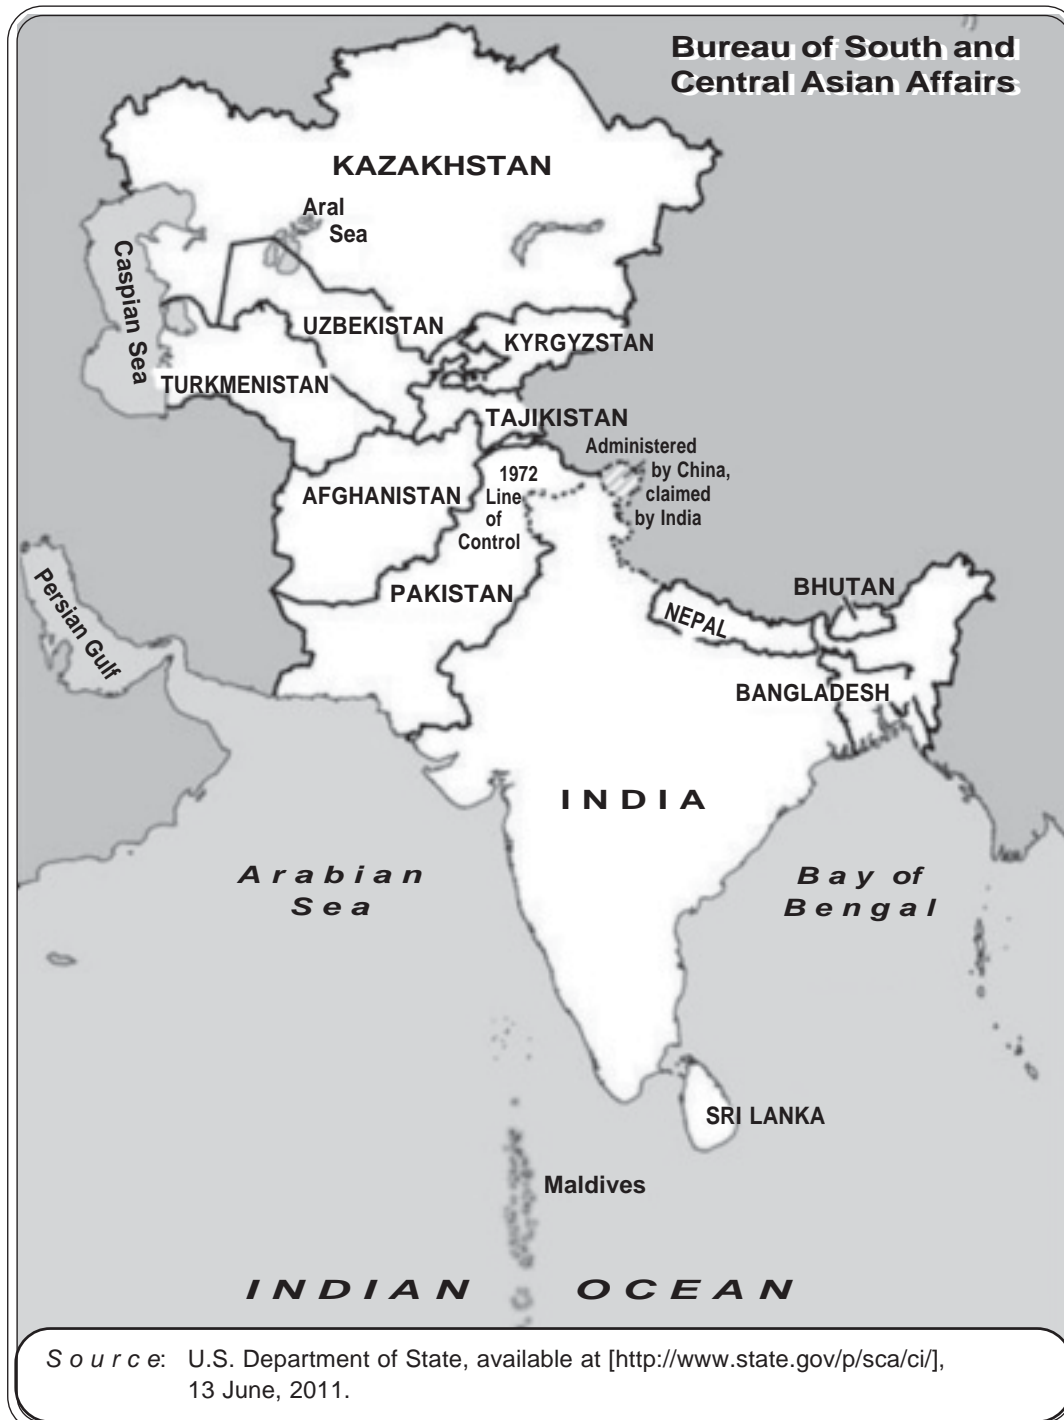 Bureau of South and
Central Asian Affairs
KAZAKHSTAN
Aral
Sea
Caspian Sea
UZBEKISTAN
KYRGYZSTAN
TURKMENISTAN
TAJIKISTAN
Administered
by China,
claimed
by India
1972
Line
of
Control
AFGHANISTAN
PAKISTAN
Persian Gulf
BHUTAN
NEPAL
BANGLADESH
INDIA
Arabian
Sea
Bay of
Bengal
SRI LANKA
Maldives
INDIAN OCEAN
Source: U.S. Department of State, available at [http://www.state.gov/p/sca/ci/],
13 June, 2011.